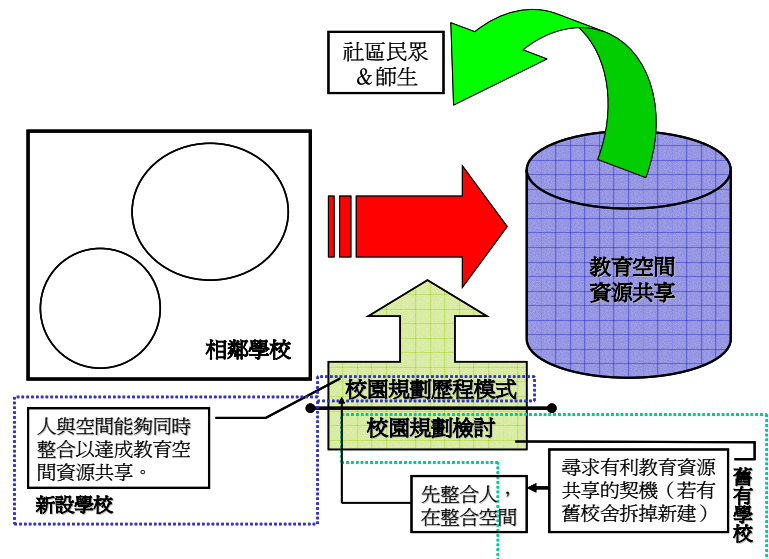 社區民眾
&師生
教育空間
資源共享
相鄰學校
校園規劃歷程模式
校園規劃檢討
人與空間能夠同時
整合以達成教育空
間資源共享。
新設學校
先整合人，
在整合空間
尋求有利教育資源
共享的契機（若有
舊校舍拆掉新建）
舊有學校